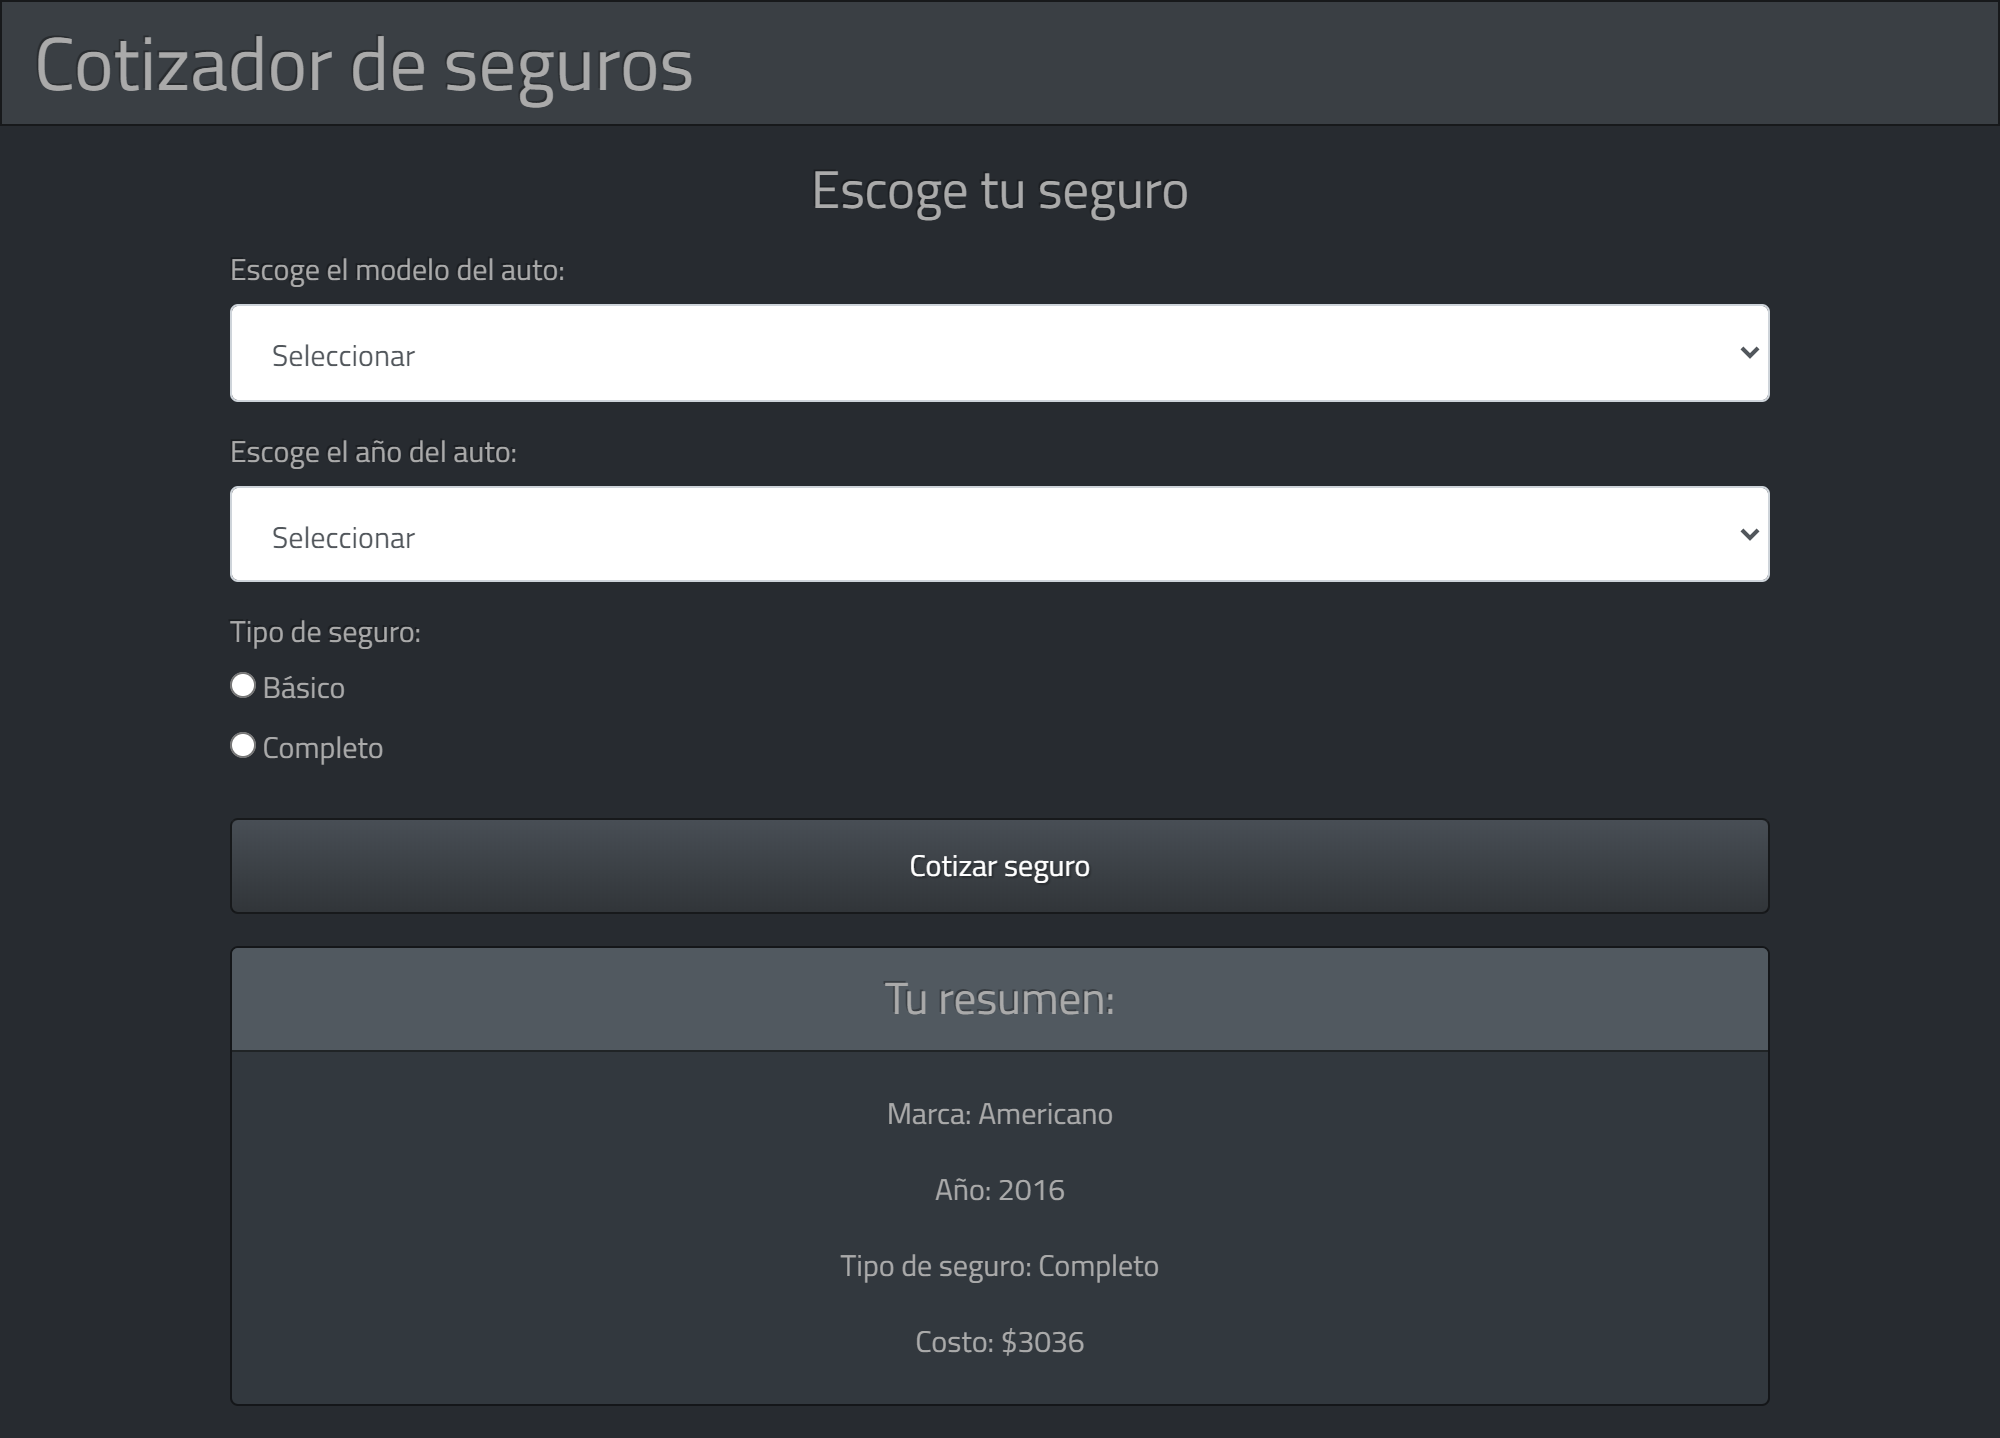 Cotizador de seguros
Escoge tu seguro
Escoge el modelo del auto:
Seleccionar
Escoge el año del auto:
Seleccionar
Tipo de seguro:
Básico
Completo
Cotizar seguro
Tu resumen:
Marca: Americano
Año: 2016
Tipo de seguro: Completo
Costo: $3036